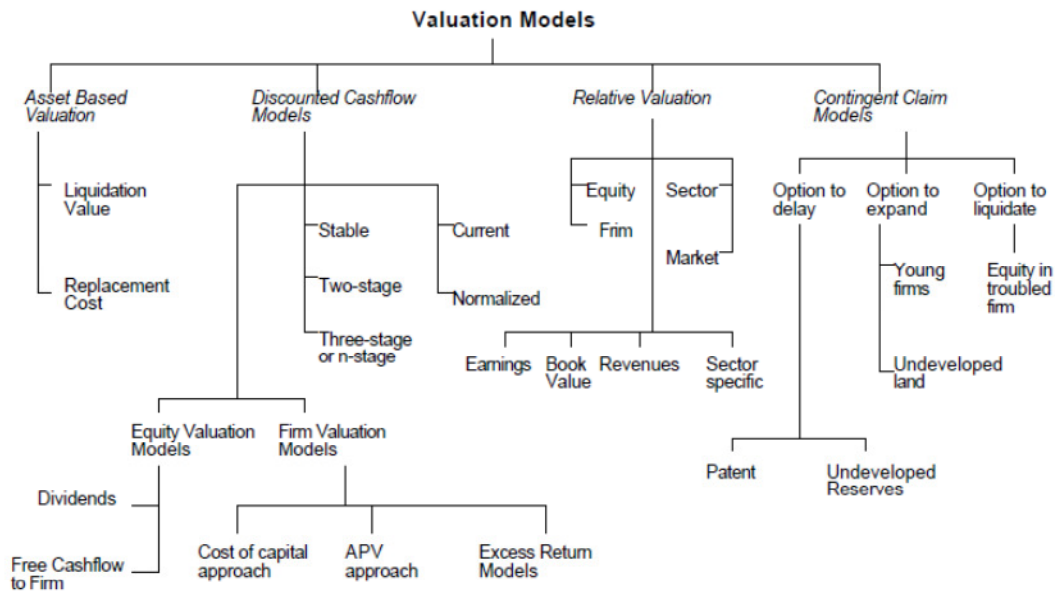 Valuation Models
Asset Based
Valuation
Discounted Cashflow
Models
Relative Valuation
Contingent Claim
Models
Liquidation
Value
Replacement
Cost
Stable
Two-stage
Three-stage
or n-stage
Current
Normalized
Equity
Frim
Sector
Market
Option to
delay
Option to
expand
Option to
liquidate
Young
firms
Equity in
troubled
firm
Undeveloped
land
Earnings
Book
Value
Revenues
Sector
specific
Equity Valuation
Models
Firm Valuation
Models
Patent
Undeveloped
Reserves
Dividends
Free Cashflow
to Firm
Cost of capital
approach
APV
approach
Excess Return
Models